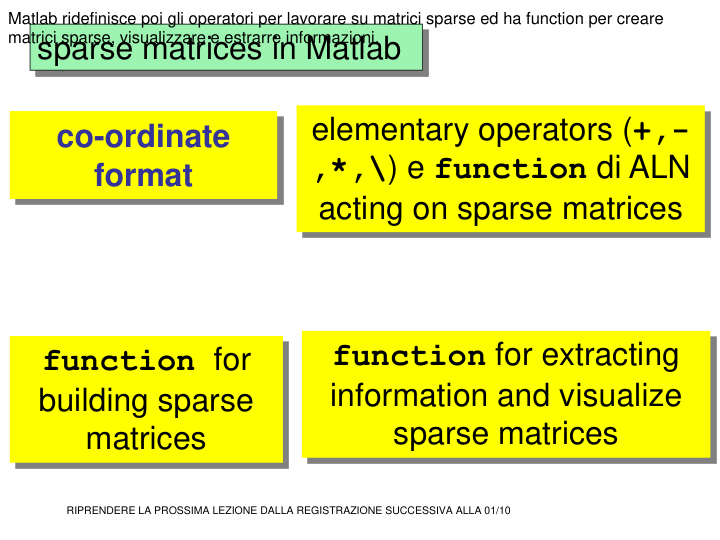 Matlab ridefinisce poi gli operatori per lavorare su matrici sparse ed ha function per creare
matrici sparse, visualizzare e estrarre informazioni.
sparse matrices in Matlab
co-ordinate
format
elementary operators (+,-
,*,\) e function di ALN
acting on sparse matrices
function for
building sparse
matrices
function for extracting
information and visualize
sparse matrices
RIPRENDERE LA PROSSIMA LEZIONE DALLA REGISTRAZIONE SUCCESSIVA ALLA 01/10